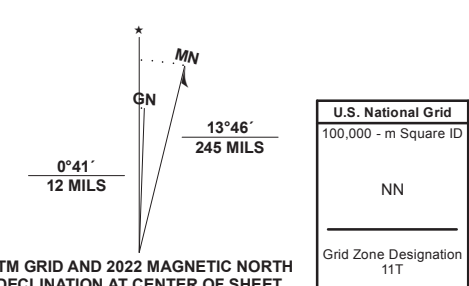 ★
MN
GN
0°41´
12 MILS
13°46´
245 MILS
TM GRID AND 2022 MAGNETIC NORTH
DECLINATION AT CENTER OF SHEET
U.S. National Grid
100,000 - m Square ID
NN
Grid Zone Designation
11T